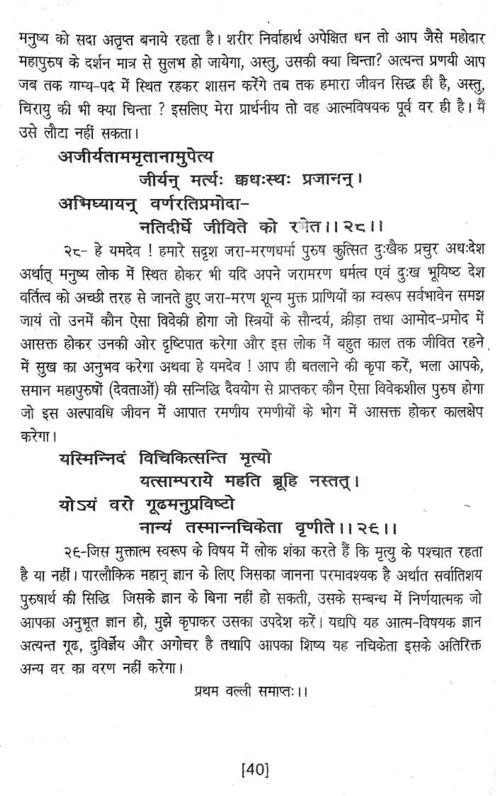 मनुष्य को सदा अतृप्त बनाये रहता है। शरीर निर्वाहार्थ अपेक्षित धन तो आप जैसे महोदार
महापुरुष के दर्शन मात्र से सुलभ हो जायेगा, अस्तु, उसकी क्या चिन्ता? अत्यन्त प्रणयी आप
जब तक याम्य-पद में स्थित रहकर शासन करेंगे तब तक हमारा जीवन सिद्ध ही है, अस्तु,
चिरायु की भी क्या चिन्ता ? इसलिए मेरा प्रार्थनीय तो वह आत्मविषयक पूर्व वर ही है। मैं
उसे लौटा नहीं सकता।
अजीर्यताममृतानामुपेत्य
जीर्यन् मर्त्यः क्वधःस्थः प्रजानन्।
अभिध्यायन् वर्णरतिप्रमोदा-
नतिदीर्घे जीविते को रमेत।।२८।।
२८- हे यमदेव ! हमारे सदृश जरा-मरणधर्मा पुरुष कुत्सित दुःखैक प्रचुर अधःदेश
अर्थात् मनुष्य लोक में स्थित होकर भी यदि अपने जरामरण धर्मत्व एवं दुःख भूयिष्ट देश
वर्तित्व को अच्छी तरह से जानते हुए जरा-मरण शून्य मुक्त प्राणियों का स्वरूप सर्वभावेन समझ
जायं तो उनमें कौन ऐसा विवेकी होगा जो स्त्रियों के सौन्दर्य, क्रीड़ा तथा आमोद-प्रमोद में
आसक्त होकर उनकी ओर दृष्टिपात करेगा और इस लोक में बहुत काल तक जीवित रहने
में सुख का अनुभव करेगा अथवा हे यमदेव ! आप ही बतलाने की कृपा करें, भला आपके,
समान महापुरुषों (देवताओं) की सन्निद्धि दैवयोग से प्राप्तकर कौन ऐसा विवेकशील पुरुष होगा
जो इस अल्पावधि जीवन में आपात रमणीय रमणीयों के भोग में आसक्त होकर कालक्षेप
करेगा।
यस्मिन्निदं विचिकित्सन्ति मृत्यो
यत्साम्पराये महति ब्रूहि नस्तत्।
योऽयं वरो गूढमनुप्रविष्टो
नान्यं तस्मान्नचिकेता वृणीते।।२९।।
२९-जिस मुक्तात्म स्वरूप के विषय में लोक शंका करते हैं कि मृत्यु के पश्चात रहता
है या नहीं। पारलौकिक महान् ज्ञान के लिए जिसका जानना परमावश्यक है अर्थात सर्वातिशय
पुरुषार्थ की सिद्धि जिसके ज्ञान के बिना नहीं हो सकती, उसके सम्बन्ध में निर्णयात्मक जो
आपका अनुभूत ज्ञान हो, मुझे कृपाकर उसका उपदेश करें। यद्यपि यह आत्म-विषयक ज्ञान
अत्यन्त गूढ, दुविर्ज्ञेय और अगोचर है तथापि आपका शिष्य यह नचिकेता इसके अतिरिक्त
अन्य वर का वरण नहीं करेगा।
प्रथम वल्ली समाप्तः।।
[40]